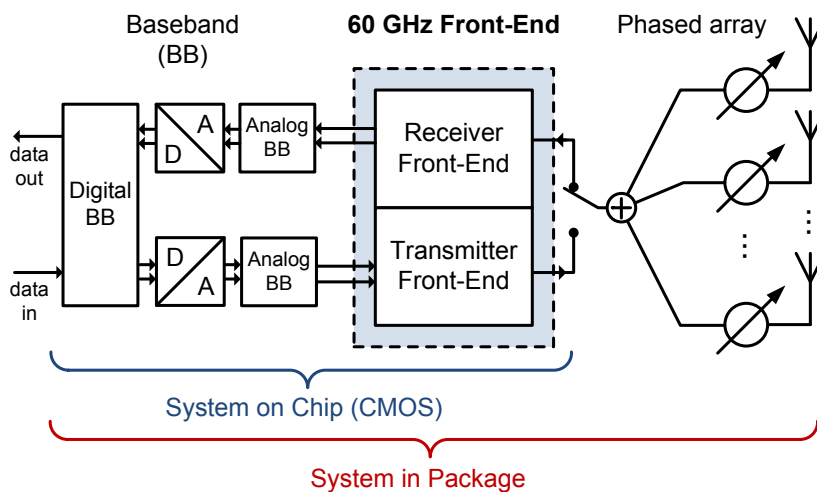 Baseband
(BB)
60 GHz Front-End
Phased array
data
out
Digital
BB
A
D
Analog
BB
Receiver
Front-End
data
in
D
A
Analog
BB
Transmitter
Front-End
System on Chip (CMOS)
System in Package